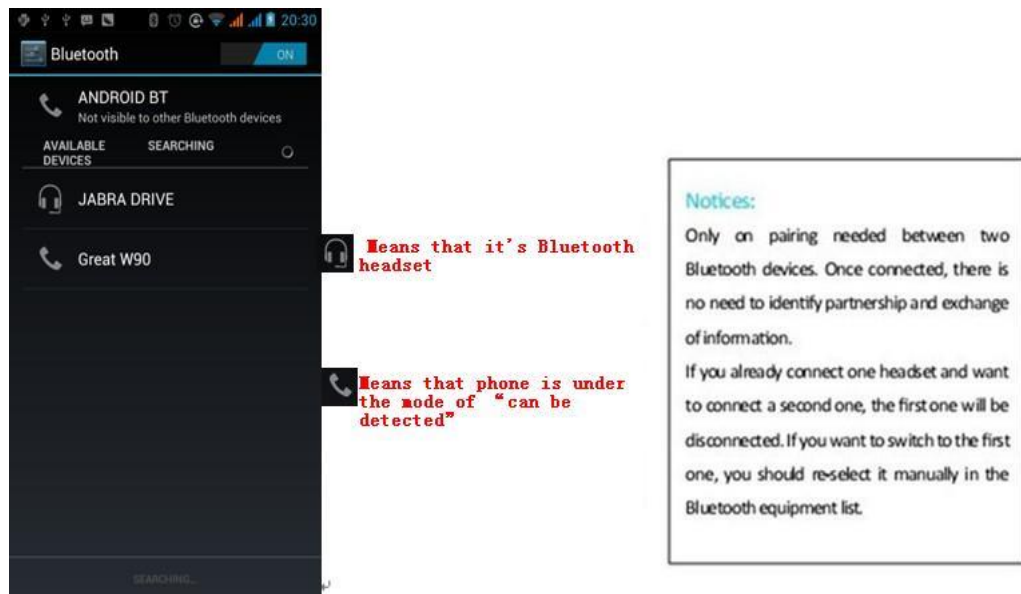 20:30
Bluetooth
ON
ANDROID BT
Not visible to other Bluetooth devices
AVAILABLE DEVICES
SEARCHING
JABRA DRIVE
Great W90
SEARCHING...
Means that it's Bluetooth
headset
Means that phone is under
the mode of “can be
detected”
Notices:
Only on pairing needed between two
Bluetooth devices. Once connected, there is
no need to identify partnership and exchange
of information.
If you already connect one headset and want
to connect a second one, the first one will be
disconnected. If you want to switch to the first
one, you should re-select it manually in the
Bluetooth equipment list.